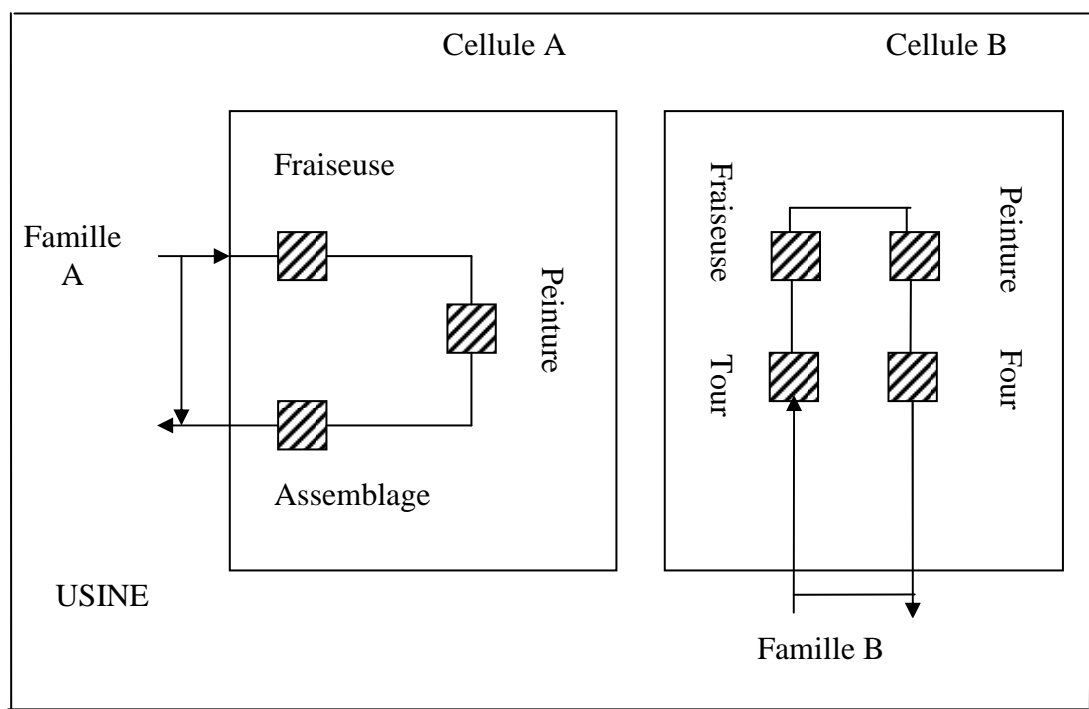 Cellule A
Cellule B
Fraiseuse
Famille
A
Peinture
Assemblage
Fraiseuse
Peinture
Tour
Four
USINE
Famille B